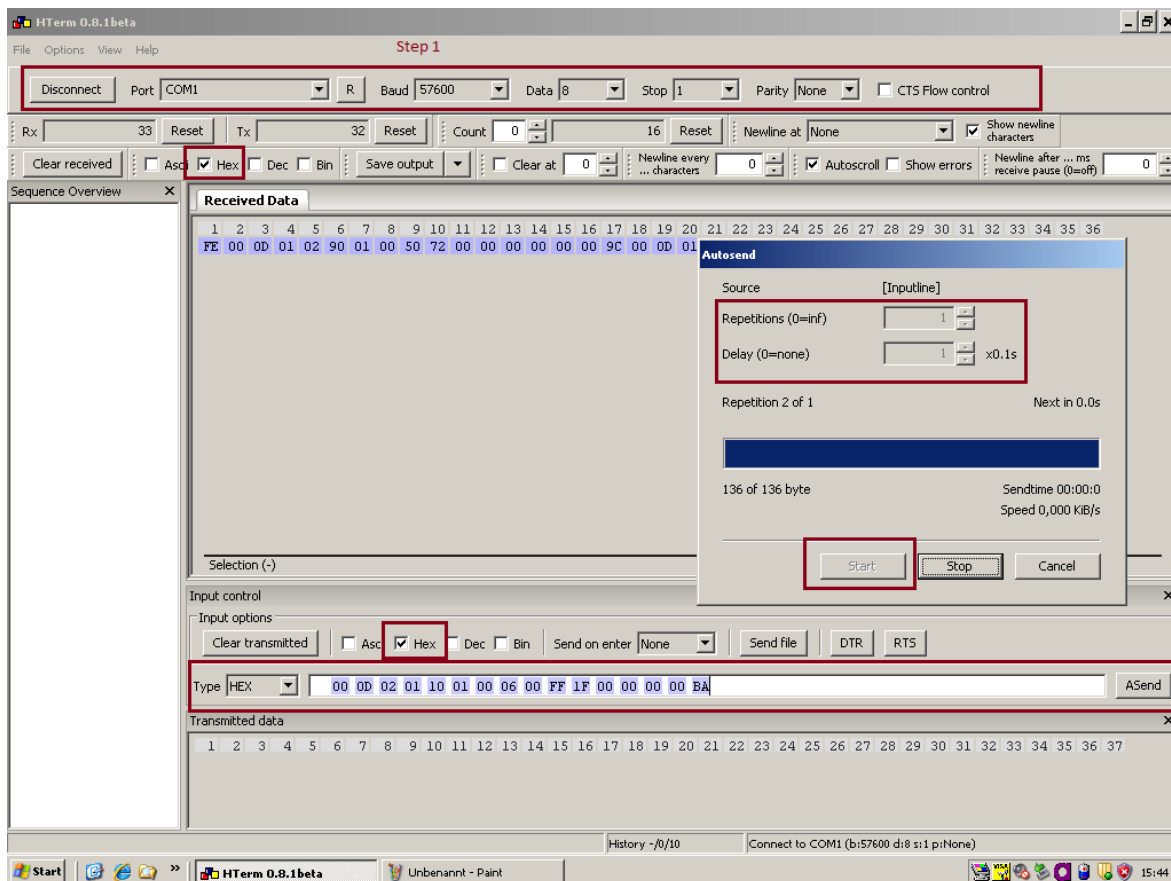 HTerm 0.8.1beta
File Options View Help
Step 1
Disconnect Port COM1 R Baud 57600 Data 8 Stop 1 Parity None CTS Flow control
Rx 33 Reset Tx 32 Reset Count 0 16 Reset Newline at None Show newline characters
Clear received Asci Hex Dec Bin Save output Clear at 0 Newline every ... characters 0 Autoscroll Show errors Newline after ... ms receive pause (0=off) 0
Sequence Overview
Received Data
1 2 3 4 5 6 7 8 9 10 11 12 13 14 15 16 17 18 19 20 21 22 23 24 25 26 27 28 29 30 31 32 33 34 35 36
FE 00 0D 01 02 90 01 00 50 72 00 00 00 00 00 00 9C 00 0D 01
Autosend
Source [Inputline]
Repetitions (0=inf) 1
Delay (0=none) 1 x0.1s
Repetition 2 of 1 Next in 0.0s
136 of 136 byte Sendtime 00:00:0
Speed 0,000 KiB/s
Start Stop Cancel
Selection (-)
Input control
Input options
Clear transmitted Asc Hex Dec Bin Send on enter None Send file DTR RTS
Type HEX 00 0D 02 01 10 01 00 06 00 FF 1F 00 00 00 00 BA ASend
Transmitted data
1 2 3 4 5 6 7 8 9 10 11 12 13 14 15 16 17 18 19 20 21 22 23 24 25 26 27 28 29 30 31 32 33 34 35 36 37
History -/0/10 Connect to COM1 (b:57600 d:8 s:1 p:None)
Start HTerm 0.8.1beta Unbenannt - Paint 15:44